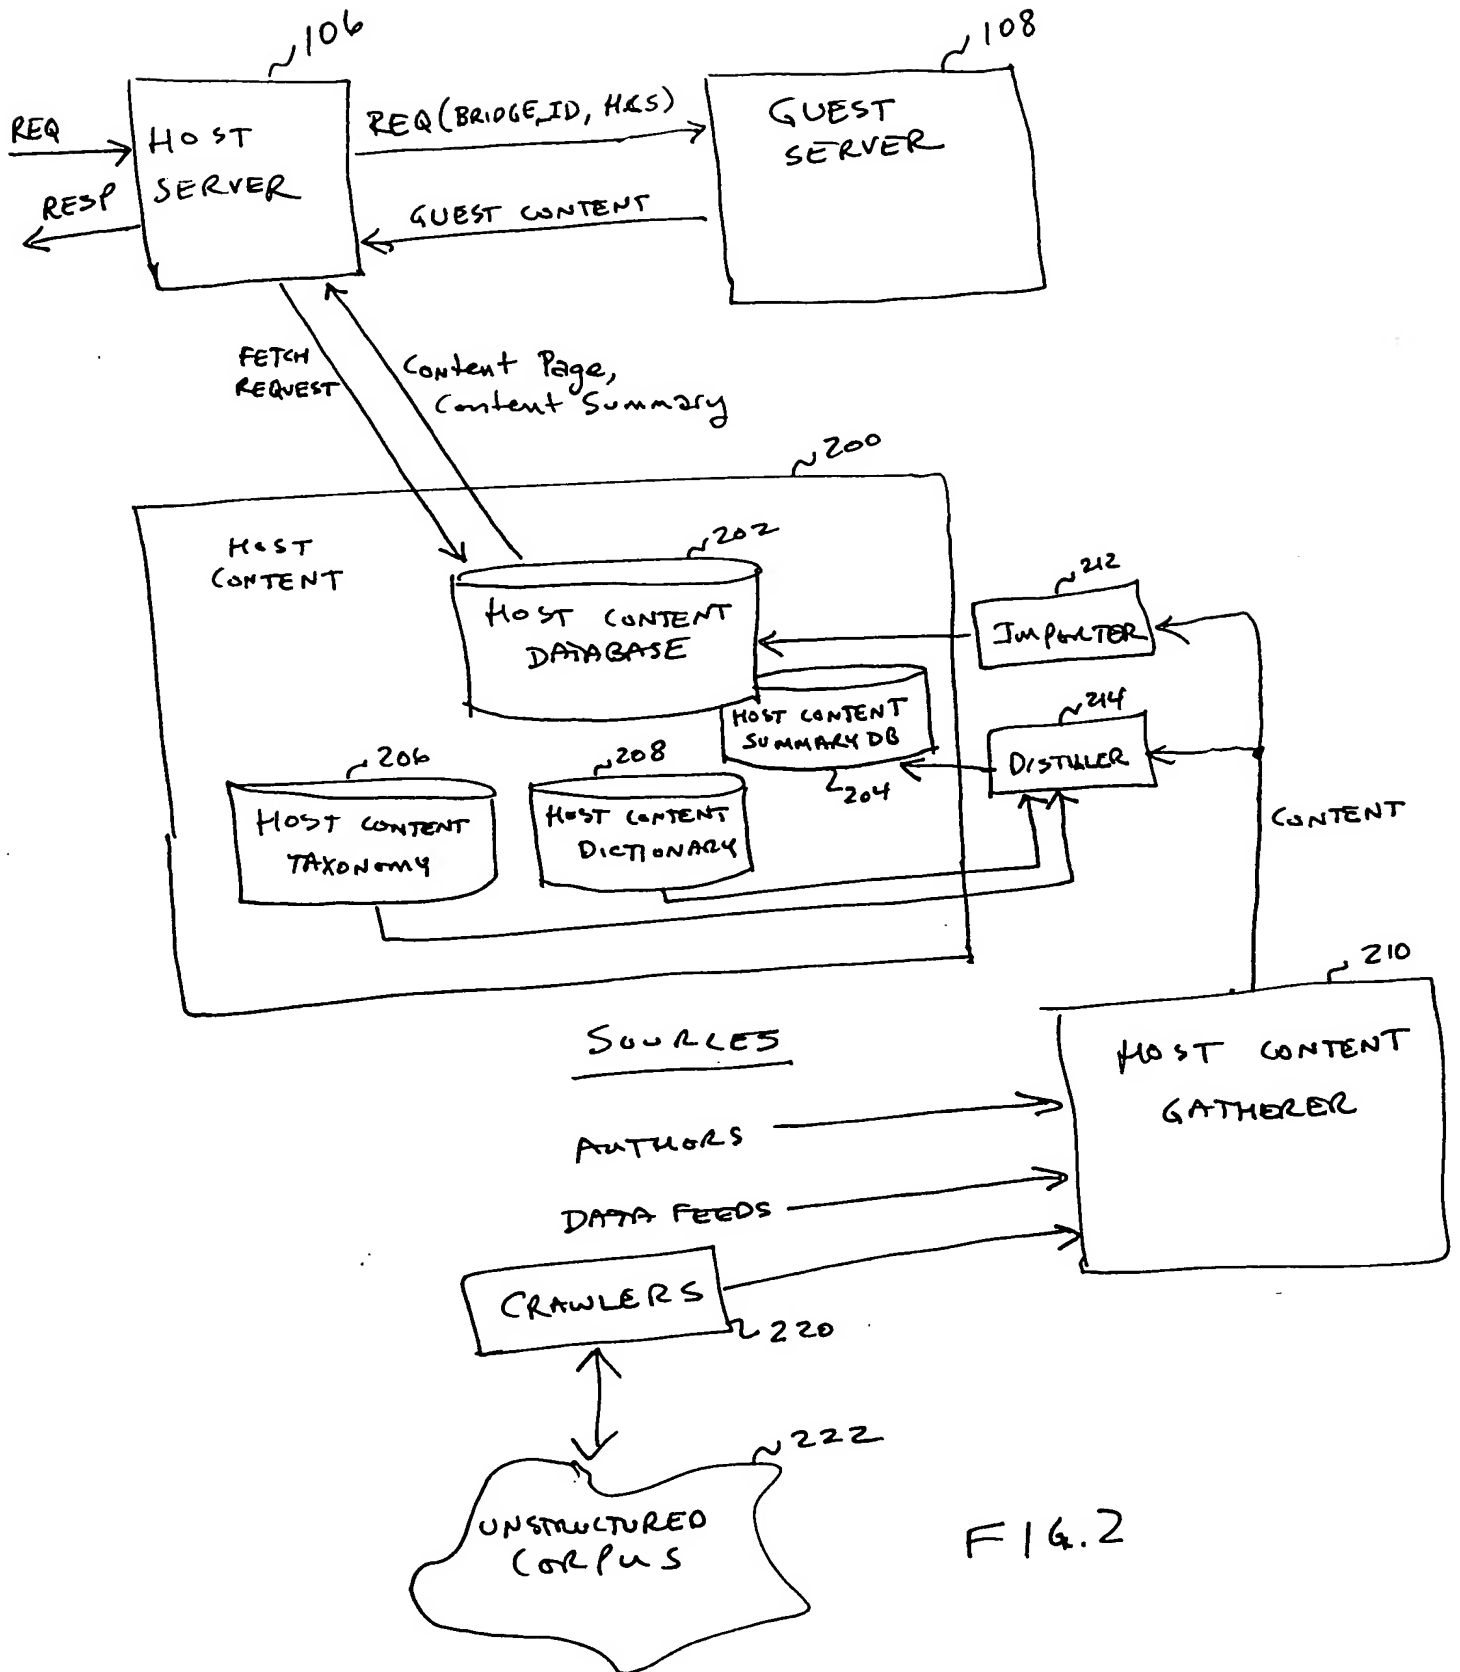 106
108
REQ
HOST
SERVER
RESP
REQ(BRIDGE_ID, HCS)
GUEST CONTENT
GUEST
SERVER
FETCH
REQUEST
Content Page,
Content Summary
200
HOST
CONTENT
202
HOST CONTENT
DATABASE
212
IMPORTER
HOST CONTENT
SUMMARY DB
204
214
DISTILLER
206
HOST CONTENT
TAXONOMY
208
HOST CONTENT
DICTIONARY
CONTENT
210
HOST CONTENT
GATHERER
SOURCES
AUTHORS
DATA FEEDS
CRAWLERS
220
222
UNSTRUCTURED
CORPUS
FIG.2